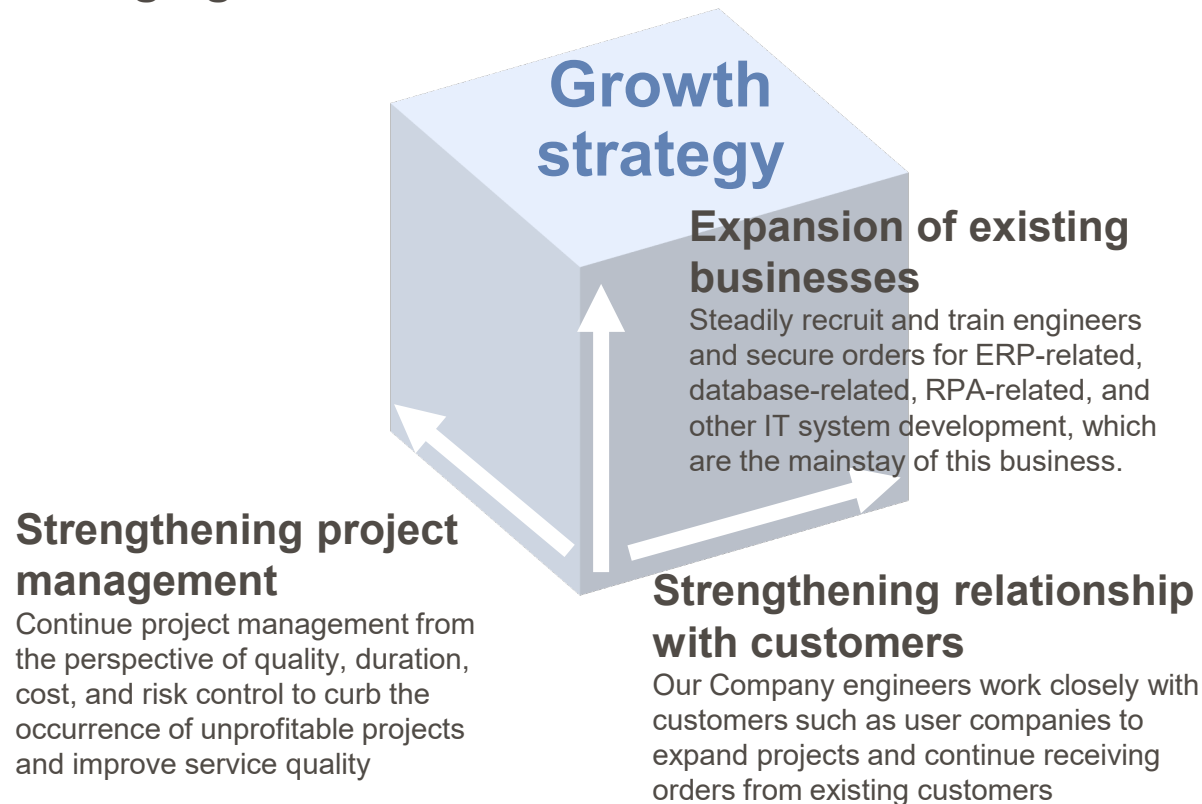 Growth
strategy
Expansion of existing
businesses
Steadily recruit and train engineers
and secure orders for ERP-related,
database-related, RPA-related, and
other IT system development, which
are the mainstay of this business.
Strengthening project
management
Continue project management from
the perspective of quality, duration,
cost, and risk control to curb the
occurrence of unprofitable projects
and improve service quality
Strengthening relationship
with customers
Our Company engineers work closely with
customers such as user companies to
expand projects and continue receiving
orders from existing customers